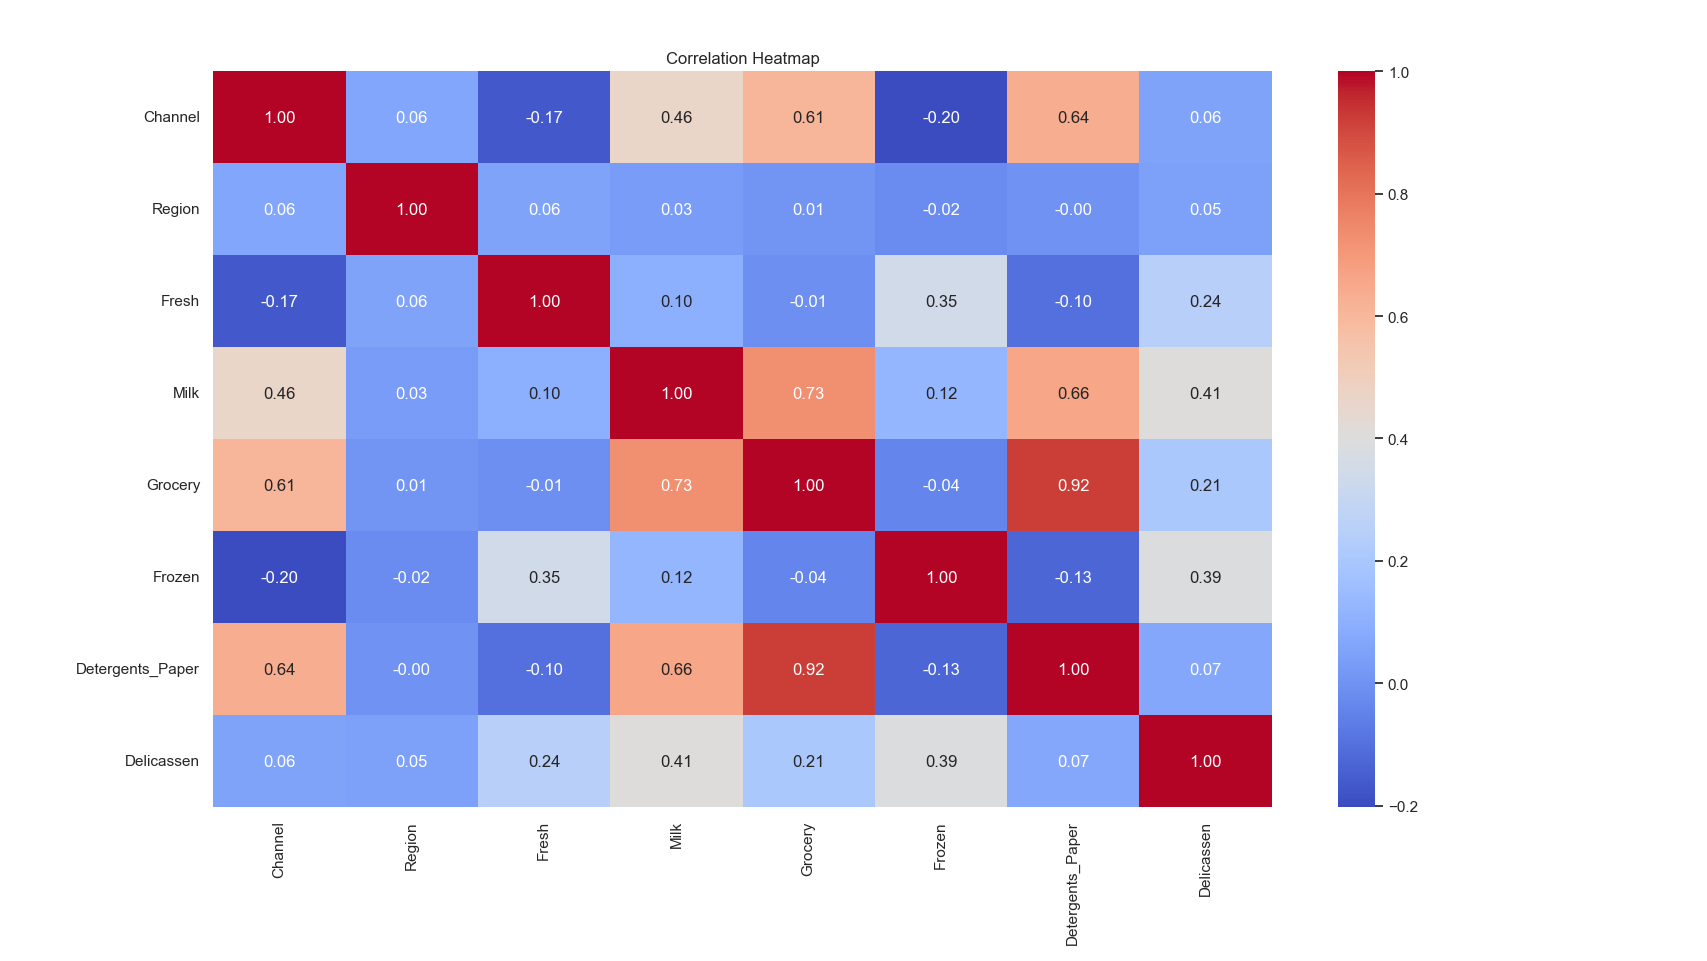 Correlation Heatmap
Channel 1.00 0.06 -0.17 0.46 0.61 -0.20 0.64 0.06
Region 0.06 1.00 0.06 0.03 0.01 -0.02 -0.00 0.05
Fresh -0.17 0.06 1.00 0.10 -0.01 0.35 -0.10 0.24
Milk 0.46 0.03 0.10 1.00 0.73 0.12 0.66 0.41
Grocery 0.61 0.01 -0.01 0.73 1.00 -0.04 0.92 0.21
Frozen -0.20 -0.02 0.35 0.12 -0.04 1.00 -0.13 0.39
Detergents_Paper 0.64 -0.00 -0.10 0.66 0.92 -0.13 1.00 0.07
Delicassen 0.06 0.05 0.24 0.41 0.21 0.39 0.07 1.00
Channel Region Fresh Milk Grocery Frozen Detergents_Paper Delicassen
1.0
0.8
0.6
0.4
0.2
0.0
−0.2